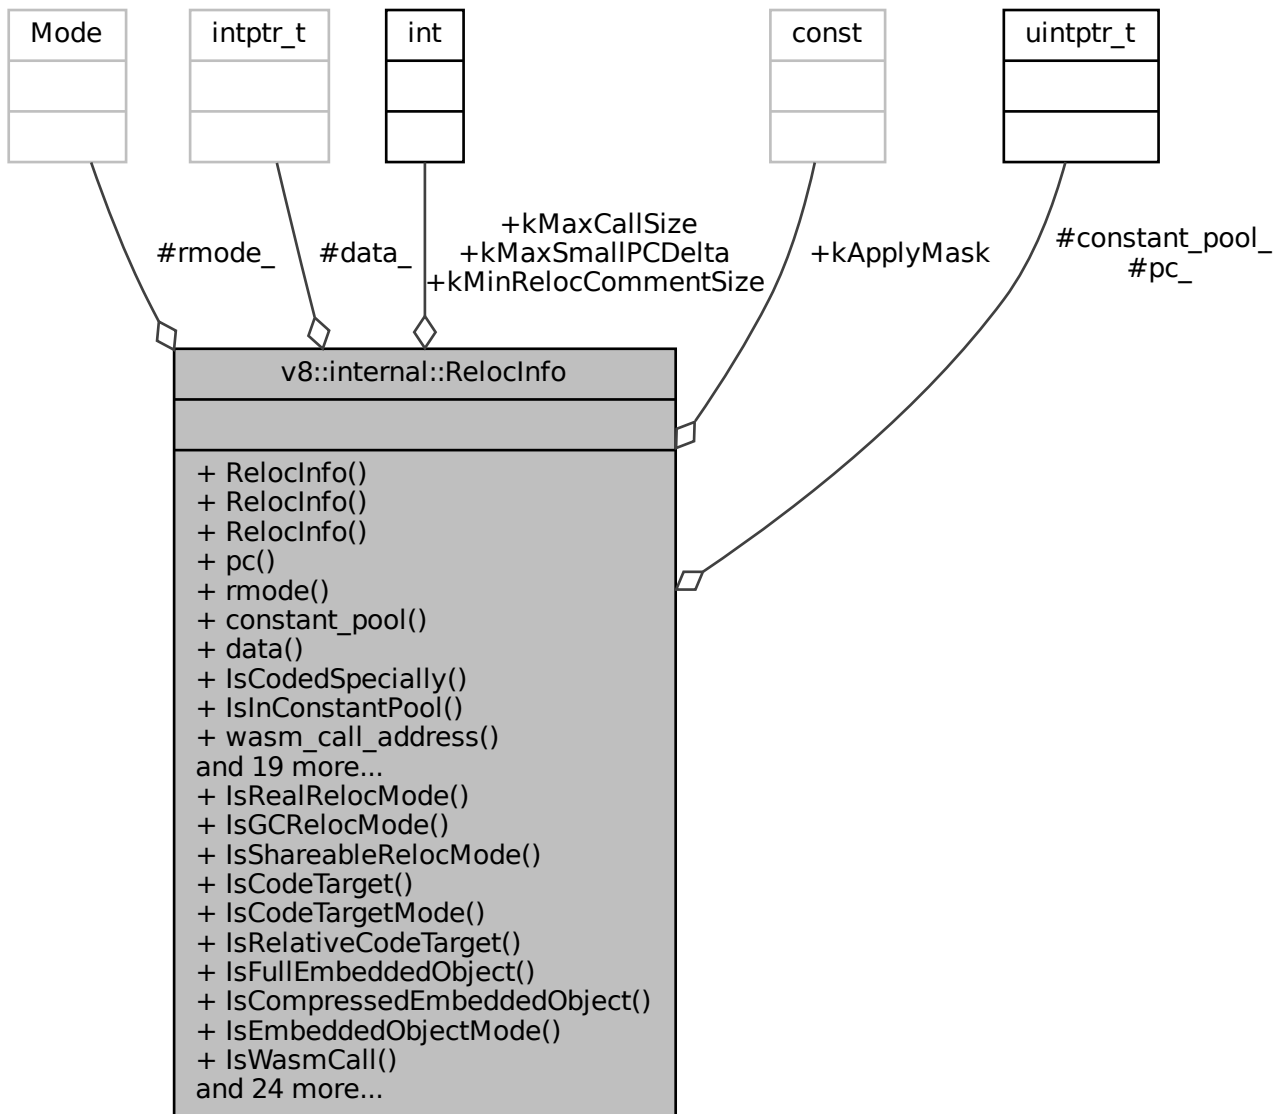 Mode
intptr_t
int
const
uintptr_t
#rmode_
#data_
+kMaxCallSize
+kMaxSmallPCDelta
+kMinRelocCommentSize
+kApplyMask
#constant_pool_
#pc_
v8::internal::RelocInfo
+ RelocInfo()
+ RelocInfo()
+ RelocInfo()
+ pc()
+ rmode()
+ constant_pool()
+ data()
+ IsCodedSpecially()
+ IsInConstantPool()
+ wasm_call_address()
and 19 more...
+ IsRealRelocMode()
+ IsGCRelocMode()
+ IsShareableRelocMode()
+ IsCodeTarget()
+ IsCodeTargetMode()
+ IsRelativeCodeTarget()
+ IsFullEmbeddedObject()
+ IsCompressedEmbeddedObject()
+ IsEmbeddedObjectMode()
+ IsWasmCall()
and 24 more...